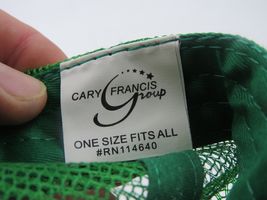 CARY FRANCIS
Group
ONE SIZE FITS ALL
#RN114640